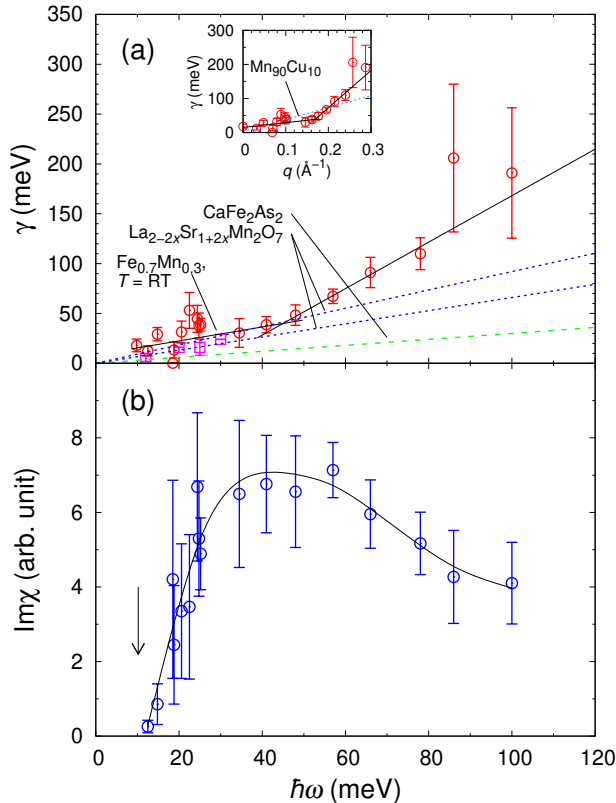 (a)
300
200
100
0
γ (meV)
Mn90Cu10
0 0.1 0.2 0.3
q (Å−1)
300
250
200
150
100
50
0
γ (meV)
CaFe2As2
La2−2xSr1+2xMn2O7
Fe0.7Mn0.3,
T = RT
(b)
8
6
4
2
0
Imχ (arb. unit)
0 20 40 60 80 100 120
ℏω (meV)